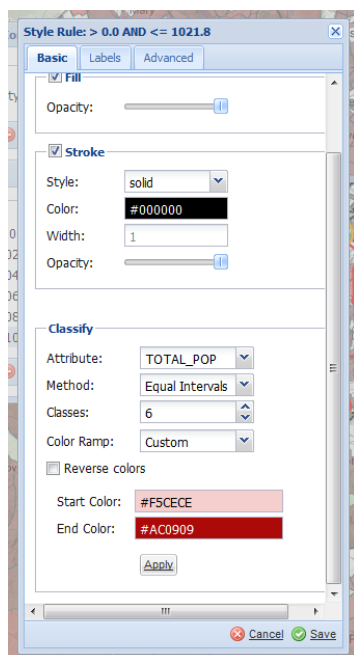 Style Rule: > 0.0 AND <= 1021.8
Basic Labels Advanced
Fill
Opacity:
Stroke
Style: solid
Color: #000000
Width: 1
Opacity:
Classify
Attribute: TOTAL_POP
Method: Equal Intervals
Classes: 6
Color Ramp: Custom
Reverse colors
Start Color: #F5CECE
End Color: #AC0909
Apply
Cancel Save